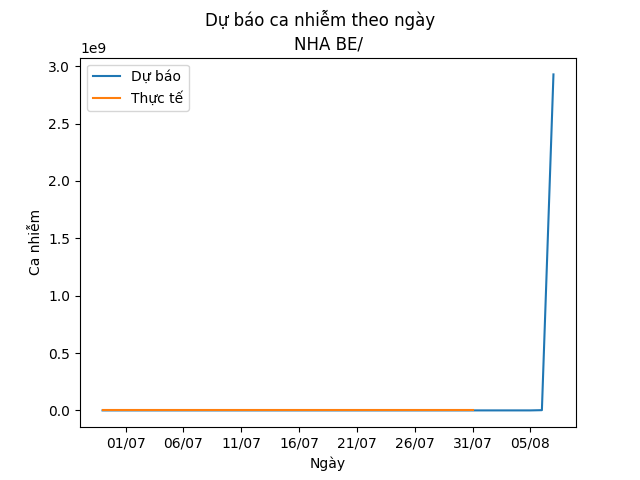 Dự báo ca nhiễm theo ngày
NHA BE/
1e9
3.0
2.5
2.0
1.5
1.0
0.5
0.0
Ca nhiễm
Dự báo
Thực tế
01/07 06/07 11/07 16/07 21/07 26/07 31/07 05/08
Ngày